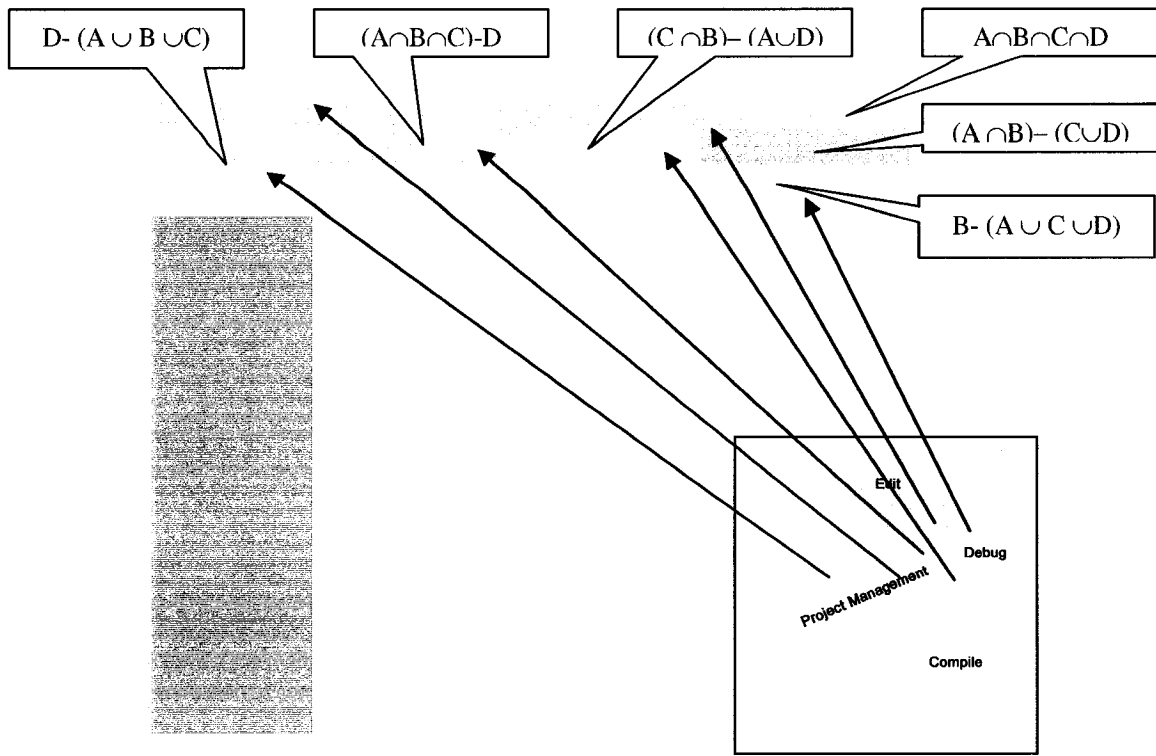 D- (A ∪ B ∪C)
(A∩B∩C)-D
(C ∩B)– (A∪D)
A∩B∩C∩D
(A ∩B)– (C∪D)
B- (A ∪ C ∪D)
Edit
Debug
Project Management
Compile